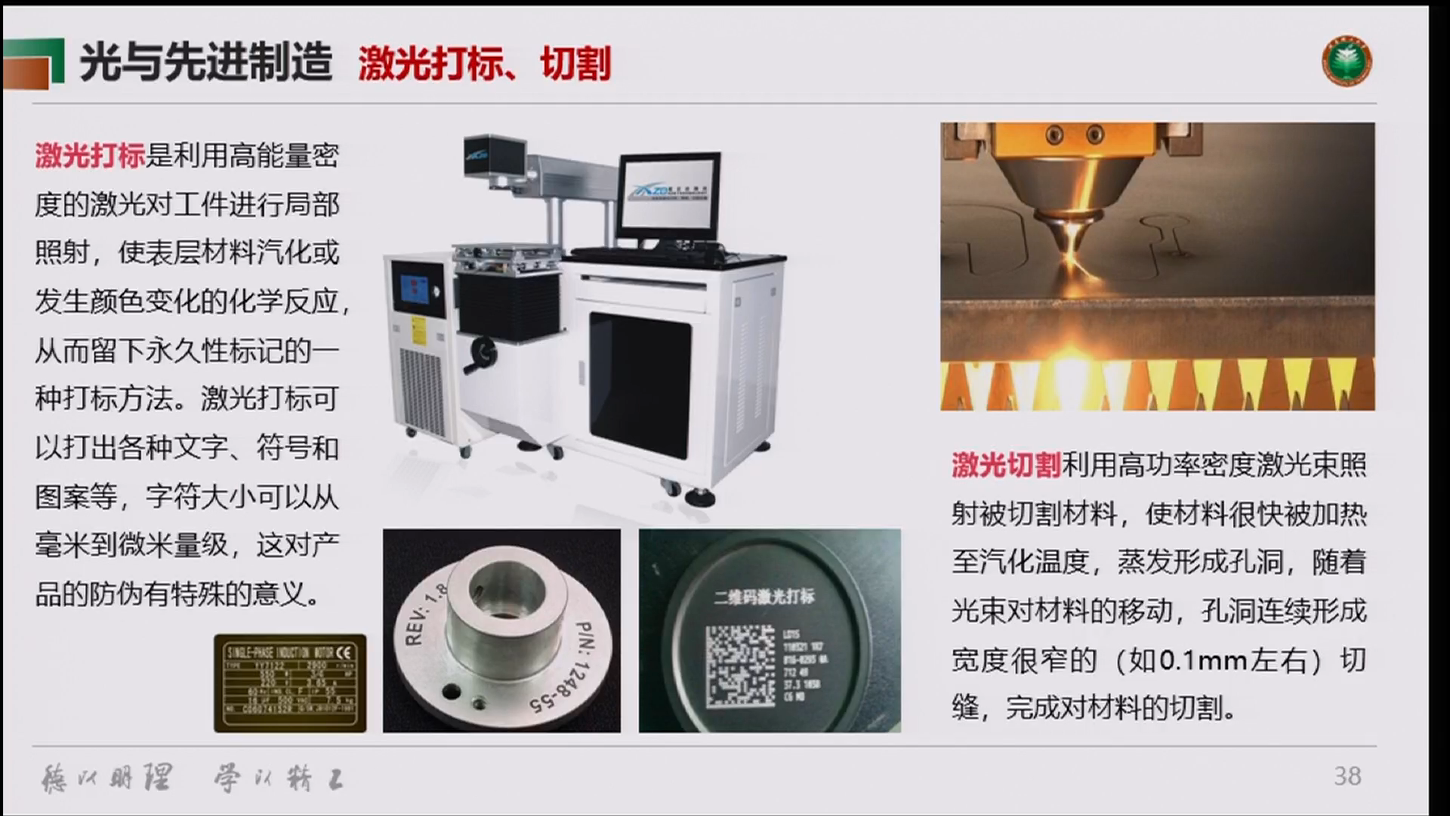 光与先进制造 激光打标、切割
激光打标是利用高能量密
度的激光对工件进行局部
照射，使表层材料汽化或
发生颜色变化的化学反应，
从而留下永久性标记的一
种打标方法。激光打标可
以打出各种文字、符号和
图案等，字符大小可以从
毫米到微米量级，这对产
品的防伪有特殊的意义。
SINGLE-PHASE INDUCTION MOTOR CE
TYPE YY7122 2900 r/min
REV: 1.8
P/N: 1248-55
二维码激光打标
激光切割利用高功率密度激光束照
射被切割材料，使材料很快被加热
至汽化温度，蒸发形成孔洞，随着
光束对材料的移动，孔洞连续形成
宽度很窄的（如0.1mm左右）切
缝，完成对材料的切割。
德以明理 学以精工
38